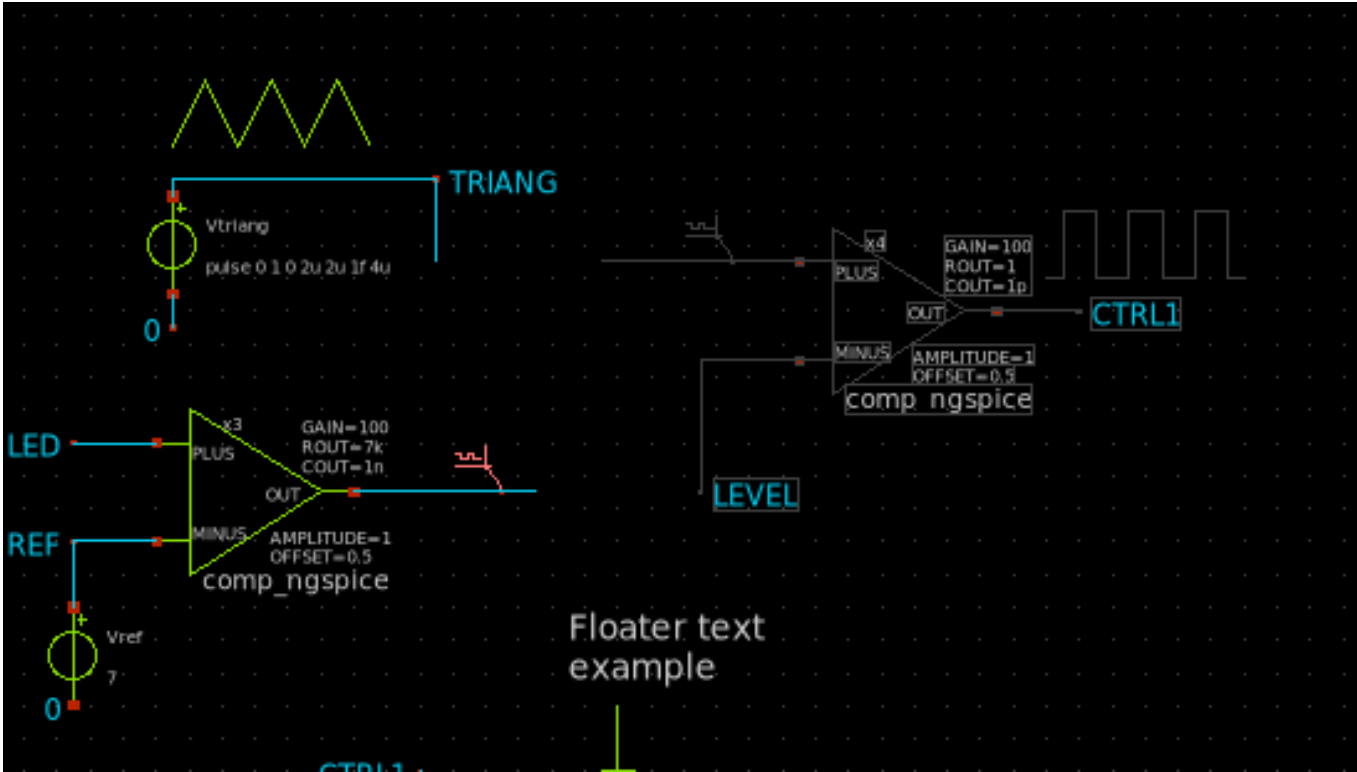 TRIANG
+
Vtriang
pulse 0 1 0 2u 2u 1f 4u
0
x4
PLUS
GAIN=100
ROUT=1
COUT=1p
OUT
CTRL1
MINUS
AMPLITUDE=1
OFFSET=0.5
comp_ngspice
LEVEL
LED
x3
PLUS
GAIN=100
ROUT=7k
COUT=1n
OUT
REF
MINUS
AMPLITUDE=1
OFFSET=0.5
comp_ngspice
+
Vref
7
0
Floater text
example
CTRL1